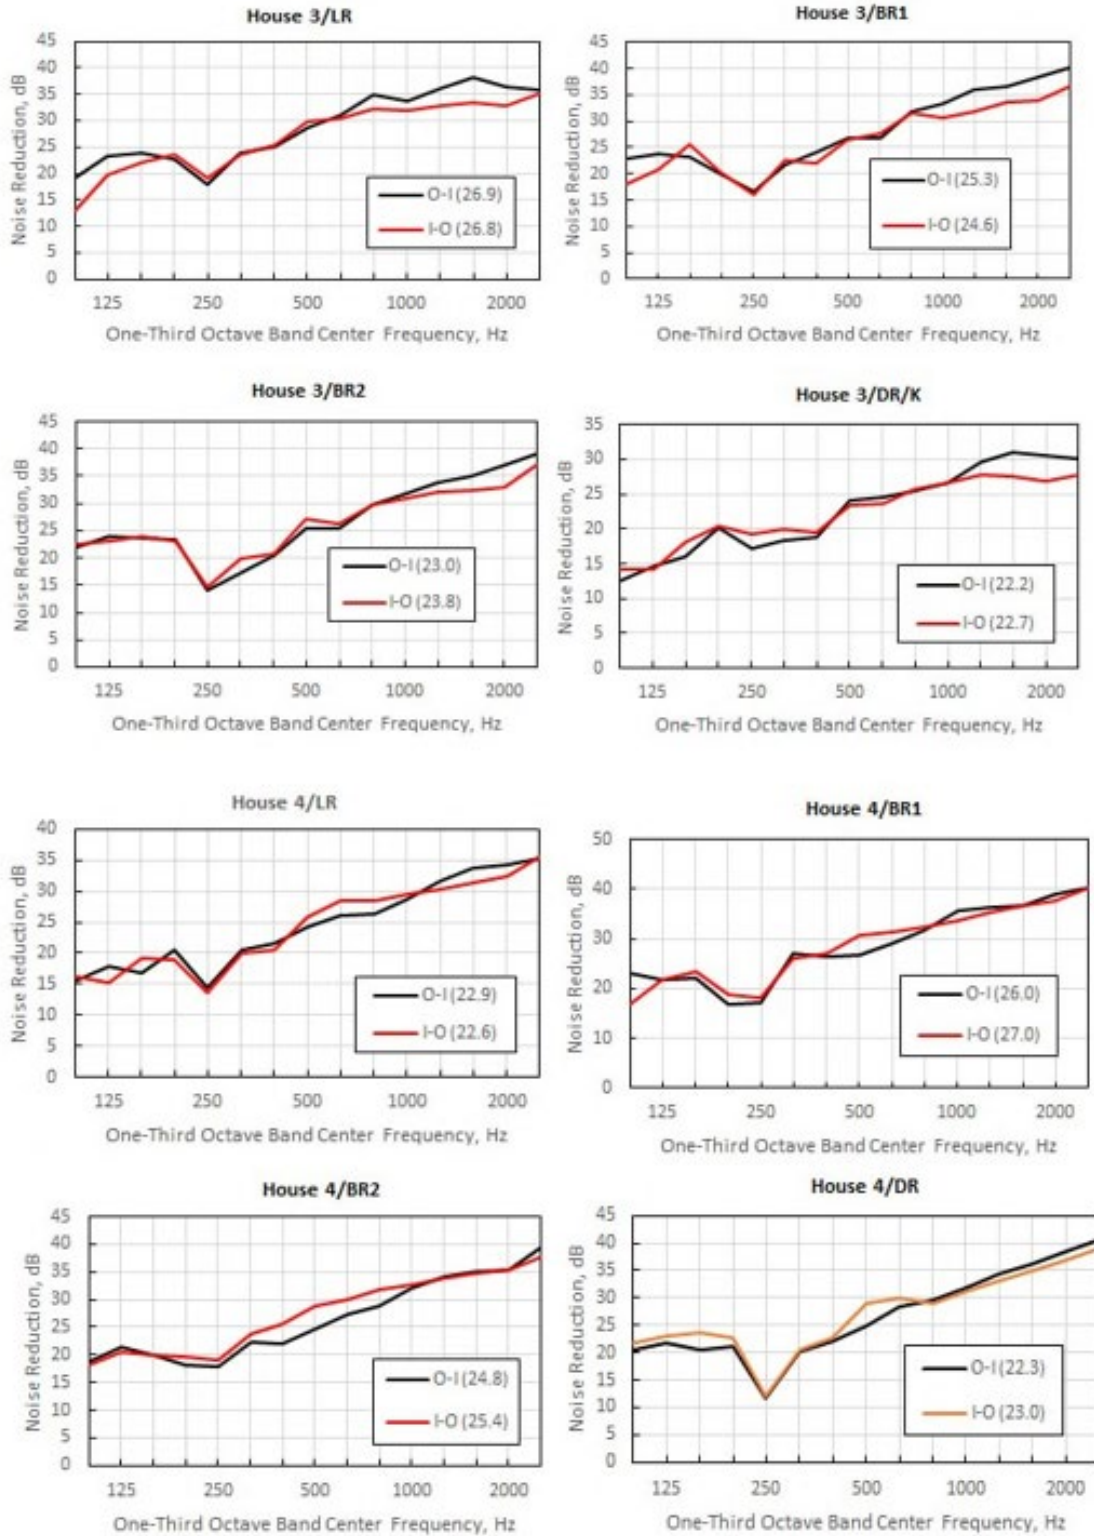 House 3/LR
45
40
35
30
25
20
15
10
5
0
Noise Reduction, dB
O-I (26.9)
I-O (26.8)
125 250 500 1000 2000
One-Third Octave Band Center Frequency, Hz
House 3/BR1
45
40
35
30
25
20
15
10
5
0
Noise Reduction, dB
O-I (25.3)
I-O (24.6)
125 250 500 1000 2000
One-Third Octave Band Center Frequency, Hz
House 3/BR2
45
40
35
30
25
20
15
10
5
0
Noise Reduction, dB
O-I (23.0)
I-O (23.8)
125 250 500 1000 2000
One-Third Octave Band Center Frequency, Hz
House 3/DR/K
35
30
25
20
15
10
5
0
Noise Reduction, dB
O-I (22.2)
I-O (22.7)
125 250 500 1000 2000
One-Third Octave Band Center Frequency, Hz
House 4/LR
40
35
30
25
20
15
10
5
0
Noise Reduction, dB
O-I (22.9)
I-O (22.6)
125 250 500 1000 2000
One-Third Octave Band Center Frequency, Hz
House 4/BR1
50
40
30
20
10
0
Noise Reduction, dB
O-I (26.0)
I-O (27.0)
125 250 500 1000 2000
One-Third Octave Band Center Frequency, Hz
House 4/BR2
45
40
35
30
25
20
15
10
5
0
Noise Reduction, dB
O-I (24.8)
I-O (25.4)
125 250 500 1000 2000
One-Third Octave Band Center Frequency, Hz
House 4/DR
45
40
35
30
25
20
15
10
5
0
Noise Reduction, dB
O-I (22.3)
I-O (23.0)
125 250 500 1000 2000
One-Third Octave Band Center Frequency, Hz